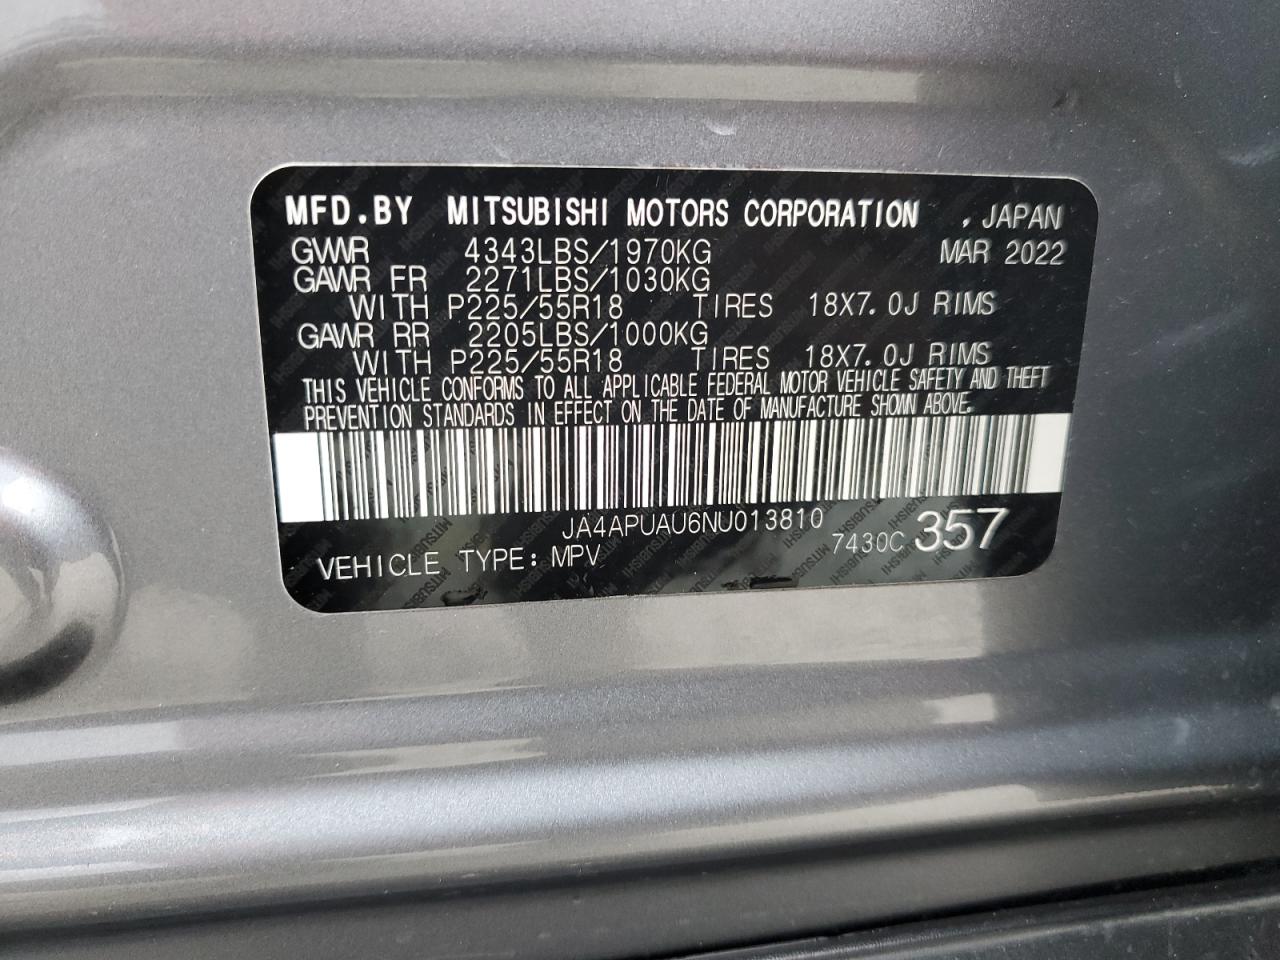 MFD.BY MITSUBISHI MOTORS CORPORATION , JAPAN
GVWR 4343LBS/1970KG MAR 2022
GAWR FR 2271LBS/1030KG
WITH P225/55R18 TIRES 18X7.0J RIMS
GAWR RR 2205LBS/1000KG
WITH P225/55R18 TIRES 18X7.0J RIMS
THIS VEHICLE CONFORMS TO ALL APPLICABLE FEDERAL MOTOR VEHICLE SAFETY AND THEFT
PREVENTION STANDARDS IN EFFECT ON THE DATE OF MANUFACTURE SHOWN ABOVE.
JA4APUAU6NU013810
VEHICLE TYPE: MPV 7430C 357